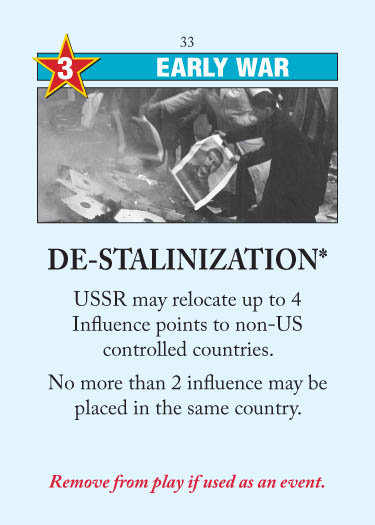 33
3
EARLY WAR
DE-STALINIZATION*
USSR may relocate up to 4
Influence points to non-US
controlled countries.
No more than 2 influence may be
placed in the same country.
Remove from play if used as an event.